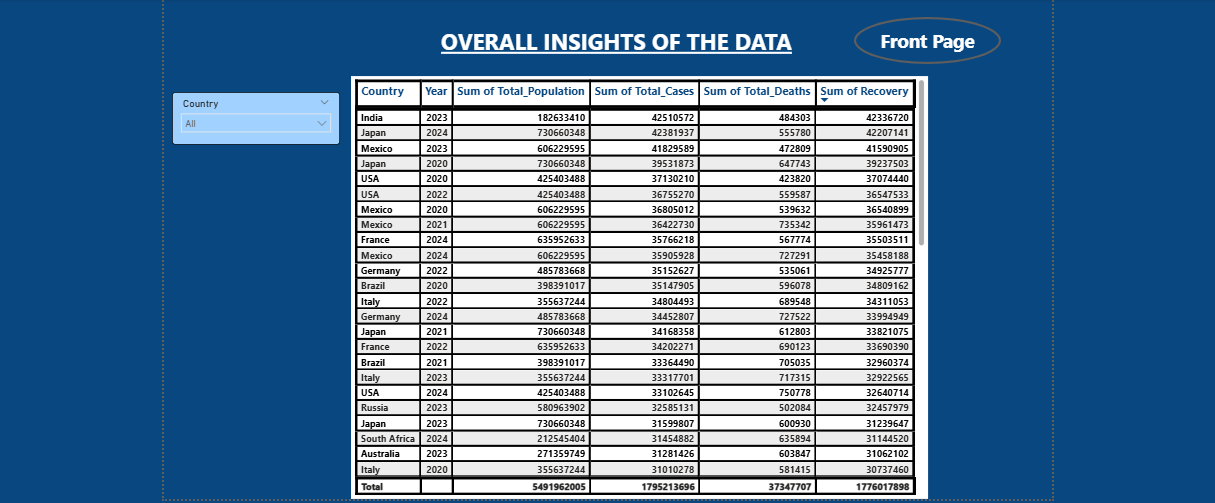 OVERALL INSIGHTS OF THE DATA
Front Page
Country
All
Country Year Sum of Total_Population Sum of Total_Cases Sum of Total_Deaths Sum of Recovery
India 2023 182633410 42510572 484303 42336720
Japan 2024 730660348 42381937 555780 42207141
Mexico 2023 606229595 41829589 472809 41590905
Japan 2020 730660348 39531873 647743 39237503
USA 2020 425403488 37130210 423820 37074440
USA 2022 425403488 36755270 559587 36547533
Mexico 2020 606229595 36805012 539632 36540899
Mexico 2021 606229595 36422730 735342 35961473
France 2024 635952633 35766218 567774 35503511
Mexico 2024 606229595 35905928 727291 35458188
Germany 2022 485783668 35152627 535061 34925777
Brazil 2020 398391017 35147905 596078 34809162
Italy 2022 355637244 34804493 689548 34311053
Germany 2024 485783668 34452807 727522 33994949
Japan 2021 730660348 34168358 612803 33821075
France 2022 635952633 34202271 690123 33690390
Brazil 2021 398391017 33364490 705035 32960374
Italy 2023 355637244 33317701 717315 32922565
USA 2024 425403488 33102645 750778 32640714
Russia 2023 580963902 32585131 502084 32457979
Japan 2023 730660348 31599807 600930 31239647
South Africa 2024 212545404 31454882 635894 31144520
Australia 2023 271359749 31281426 603847 31062102
Italy 2020 355637244 31010278 581415 30737460
Total 5491962005 1795213696 37347707 1776017898